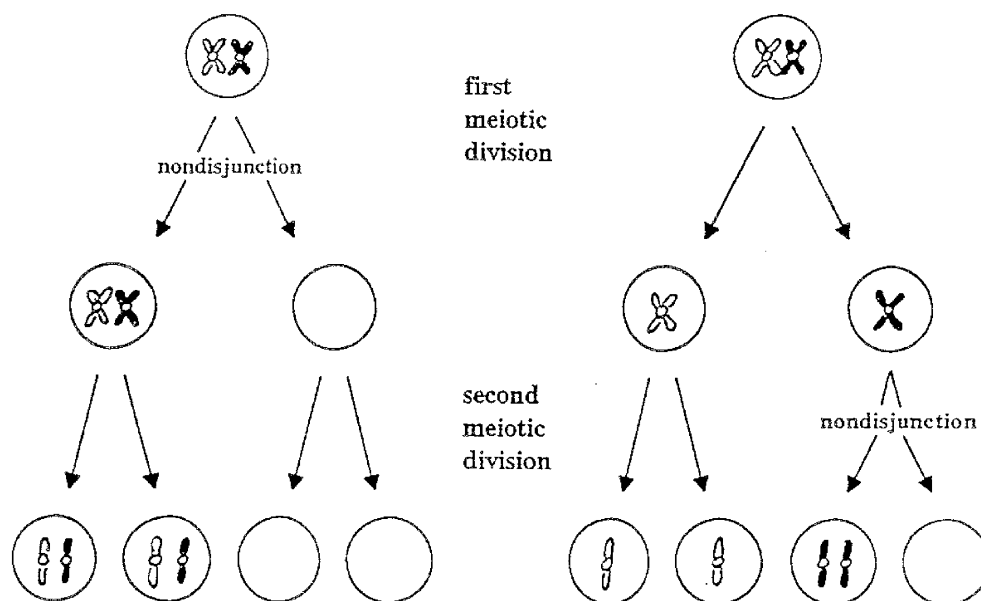 first
meiotic
division
nondisjunction
second
meiotic
division
nondisjunction